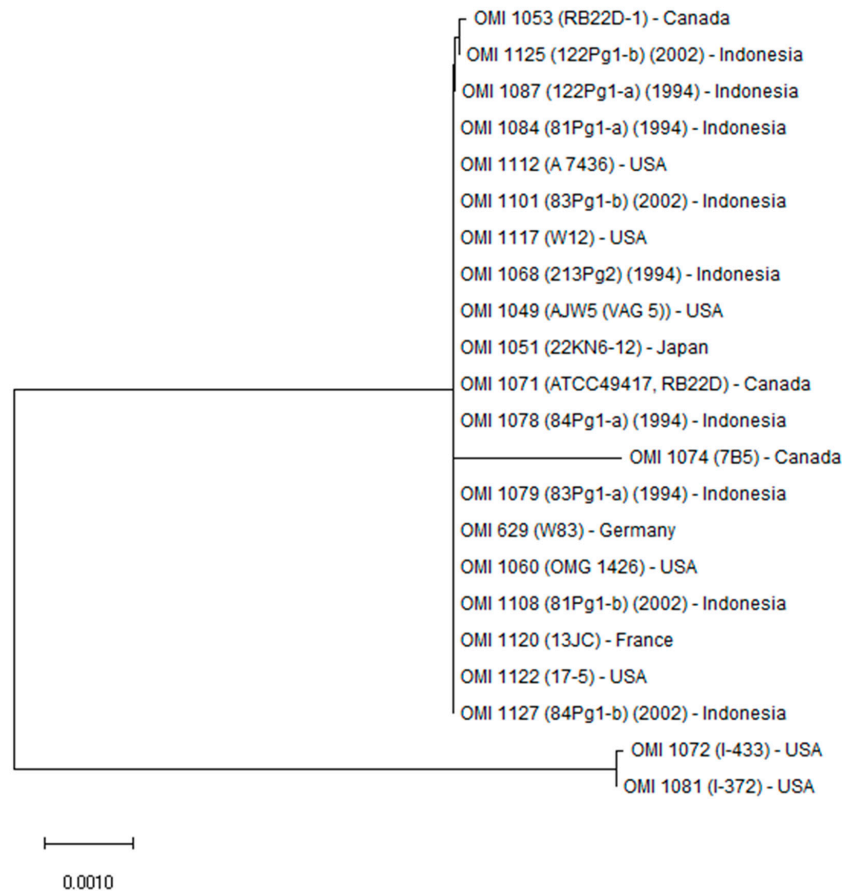 OMI 1053 (RB22D-1) - Canada
OMI 1125 (122Pg1-b) (2002) - Indonesia
OMI 1087 (122Pg1-a) (1994) - Indonesia
OMI 1084 (81Pg1-a) (1994) - Indonesia
OMI 1112 (A 7436) - USA
OMI 1101 (83Pg1-b) (2002) - Indonesia
OMI 1117 (W12) - USA
OMI 1068 (213Pg2) (1994) - Indonesia
OMI 1049 (AJW5 (VAG 5)) - USA
OMI 1051 (22KN6-12) - Japan
OMI 1071 (ATCC49417, RB22D) - Canada
OMI 1078 (84Pg1-a) (1994) - Indonesia
OMI 1074 (7B5) - Canada
OMI 1079 (83Pg1-a) (1994) - Indonesia
OMI 629 (W83) - Germany
OMI 1060 (OMG 1426) - USA
OMI 1108 (81Pg1-b) (2002) - Indonesia
OMI 1120 (13JC) - France
OMI 1122 (17-5) - USA
OMI 1127 (84Pg1-b) (2002) - Indonesia
OMI 1072 (I-433) - USA
OMI 1081 (I-372) - USA
0.0010